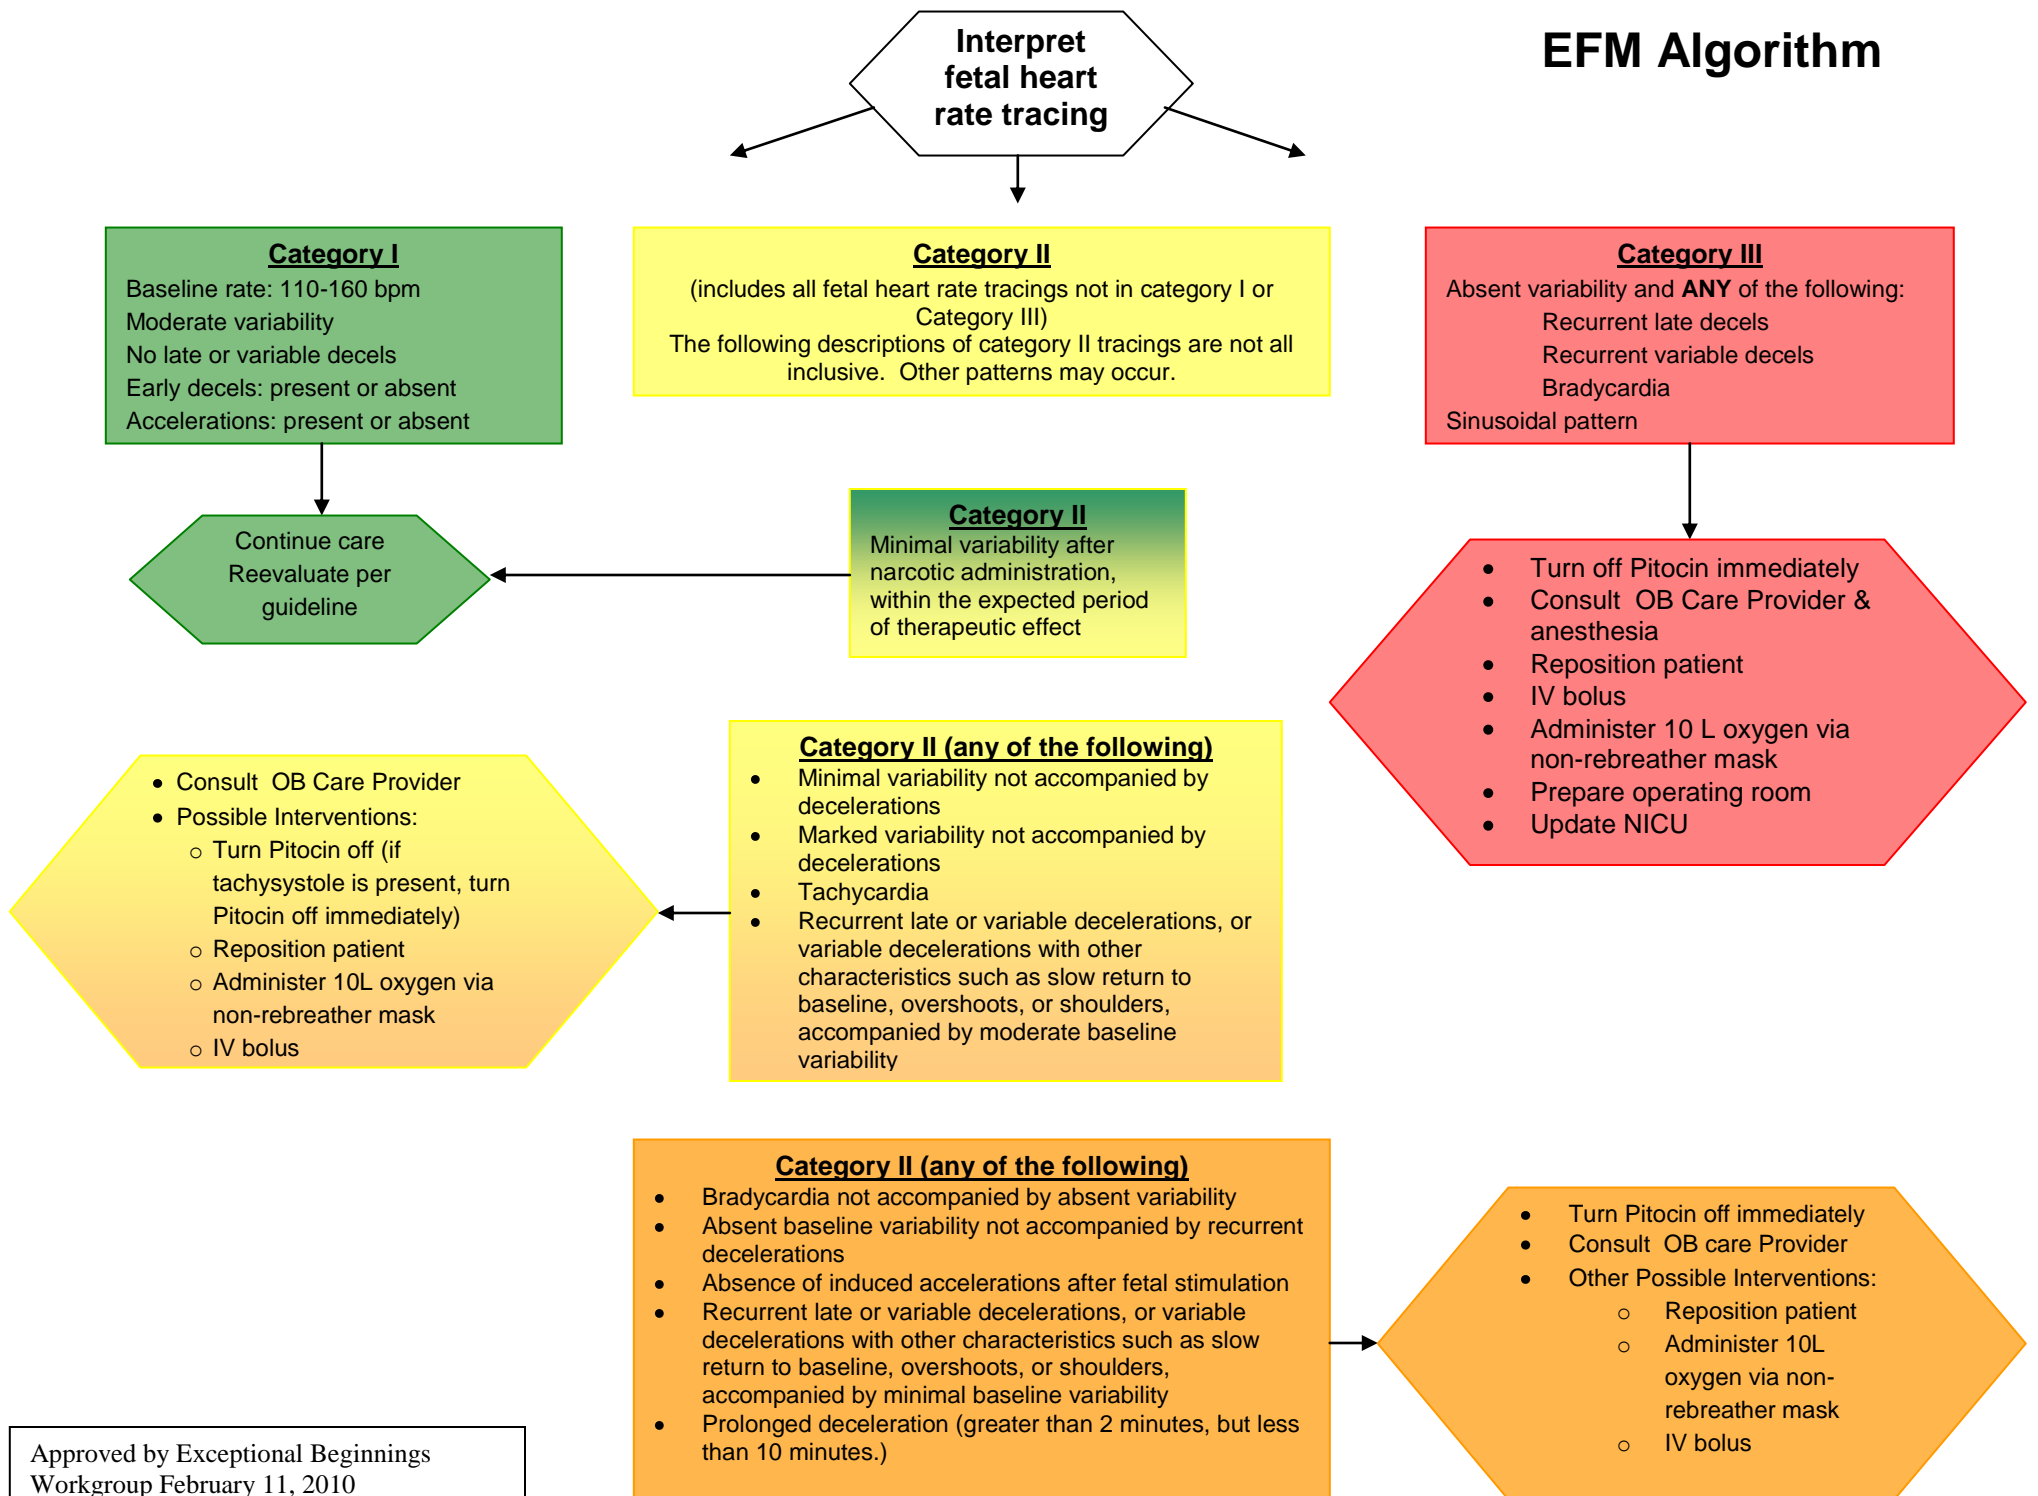 Interpret
fetal heart
rate tracing
EFM Algorithm
Category I
Baseline rate: 110-160 bpm
Moderate variability
No late or variable decels
Early decels: present or absent
Accelerations: present or absent
Category II
(includes all fetal heart rate tracings not in category I or
Category III)
The following descriptions of category II tracings are not all
inclusive. Other patterns may occur.
Category III
Absent variability and ANY of the following:
Recurrent late decels
Recurrent variable decels
Bradycardia
Sinusoidal pattern
Continue care
Reevaluate per
guideline
Category II
Minimal variability after
narcotic administration,
within the expected period
of therapeutic effect
• Turn off Pitocin immediately
• Consult OB Care Provider &
anesthesia
• Reposition patient
• IV bolus
• Administer 10 L oxygen via
non-rebreather mask
• Prepare operating room
• Update NICU
• Consult OB Care Provider
• Possible Interventions:
o Turn Pitocin off (if
tachysystole is present, turn
Pitocin off immediately)
o Reposition patient
o Administer 10L oxygen via
non-rebreather mask
o IV bolus
Category II (any of the following)
• Minimal variability not accompanied by
decelerations
• Marked variability not accompanied by
decelerations
• Tachycardia
• Recurrent late or variable decelerations, or
variable decelerations with other
characteristics such as slow return to
baseline, overshoots, or shoulders,
accompanied by moderate baseline
variability
Category II (any of the following)
• Bradycardia not accompanied by absent variability
• Absent baseline variability not accompanied by recurrent
decelerations
• Absence of induced accelerations after fetal stimulation
• Recurrent late or variable decelerations, or variable
decelerations with other characteristics such as slow
return to baseline, overshoots, or shoulders,
accompanied by minimal baseline variability
• Prolonged deceleration (greater than 2 minutes, but less
than 10 minutes.)
• Turn Pitocin off immediately
• Consult OB care Provider
• Other Possible Interventions:
o Reposition patient
o Administer 10L
oxygen via non-
rebreather mask
o IV bolus
Approved by Exceptional Beginnings
Workgroup February 11, 2010